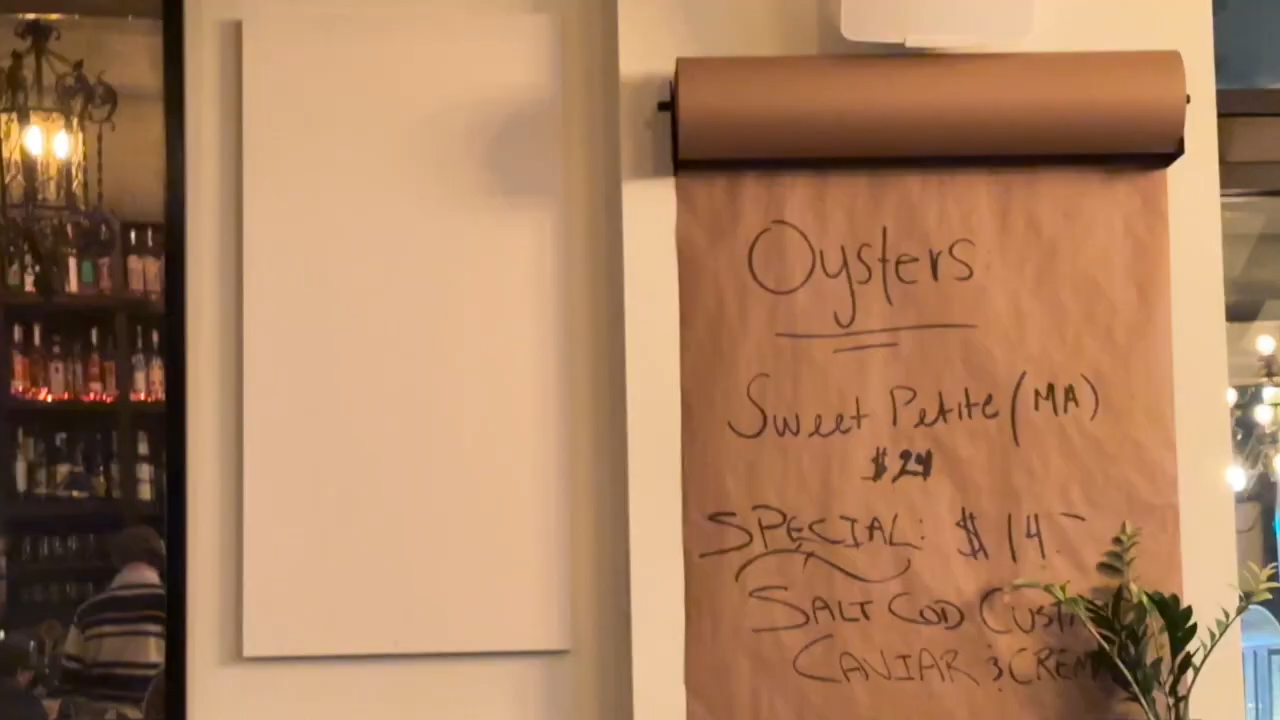 Oysters
Sweet Petite (MA)
$24
SPECIAL: $14.-
SALT COD
CAVIAR &